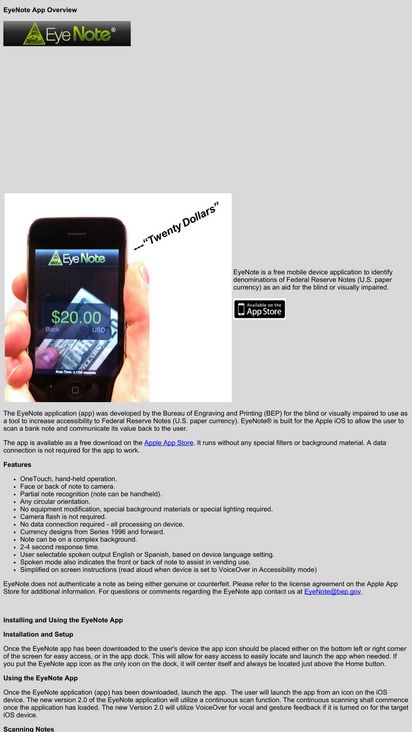 EyeNote App Overview
Eye Note®
---"Twenty Dollars"
Eye Note
$20.00
Back USD
EyeNote is a free mobile device application to identify
denominations of Federal Reserve Notes (U.S. paper
currency) as an aid for the blind or visually impaired.
Available on the
App Store
The EyeNote application (app) was developed by the Bureau of Engraving and Printing (BEP) for the blind or visually impaired to use as
a tool to increase accessibility to Federal Reserve Notes (U.S. paper currency). EyeNote® is built for the Apple iOS to allow the user to
scan a bank note and communicate its value back to the user.
The app is available as a free download on the Apple App Store. It runs without any special filters or background material. A data
connection is not required for the app to work.
Features
OneTouch, hand-held operation.
Face or back of note to camera.
Partial note recognition (note can be handheld).
Any circular orientation.
No equipment modification, special background materials or special lighting required.
Camera flash is not required.
No data connection required - all processing on device.
Currency designs from Series 1996 and forward.
Note can be on a complex background.
2-4 second response time.
User selectable spoken output English or Spanish, based on device language setting.
Spoken mode also indicates the front or back of note to assist in vending use.
Simplified on screen instructions (read aloud when device is set to VoiceOver in Accessibility mode)
EyeNote does not authenticate a note as being either genuine or counterfeit. Please refer to the license agreement on the Apple App
Store for additional information. For questions or comments regarding the EyeNote app contact us at EyeNote@bep.gov.
Installing and Using the EyeNote App
Installation and Setup
Once the EyeNote app has been downloaded to the user's device the app icon should be placed either on the bottom left or right corner
of the screen for easy access, or in the app dock. This will allow for easy access to easily locate and launch the app when needed. If
you put the EyeNote app icon as the only icon on the dock, it will center itself and always be located just above the Home button.
Using the EyeNote App
Once the EyeNote application (app) has been downloaded, launch the app. The user will launch the app from an icon on the iOS
device. The new version 2.0 of the EyeNote application will utilize a continuous scan function. The continuous scanning shall commence
once the application has loaded. The new Version 2.0 will utilize VoiceOver for vocal and gesture feedback if it is turned on for the target
iOS device.
Scanning Notes